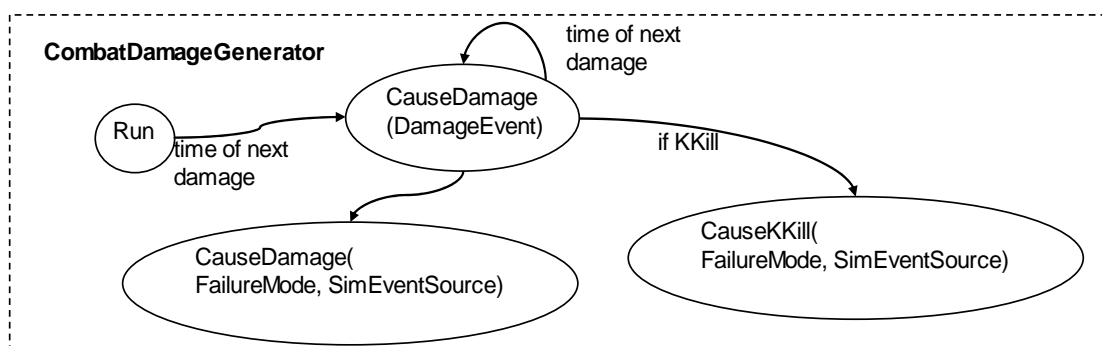 CombatDamageGenerator
time of next
damage
CauseDamage
(DamageEvent)
Run
time of next
damage
if KKill
CauseDamage(
FailureMode, SimEventSource)
CauseKKill(
FailureMode, SimEventSource)